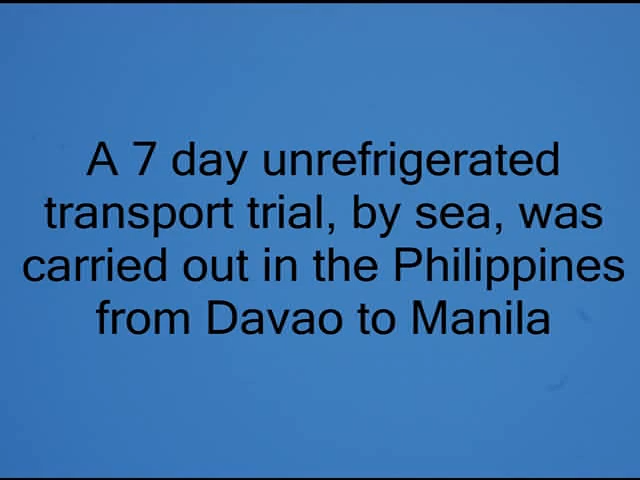 A 7 day unrefrigerated
transport trial, by sea, was
carried out in the Philippines
from Davao to Manila